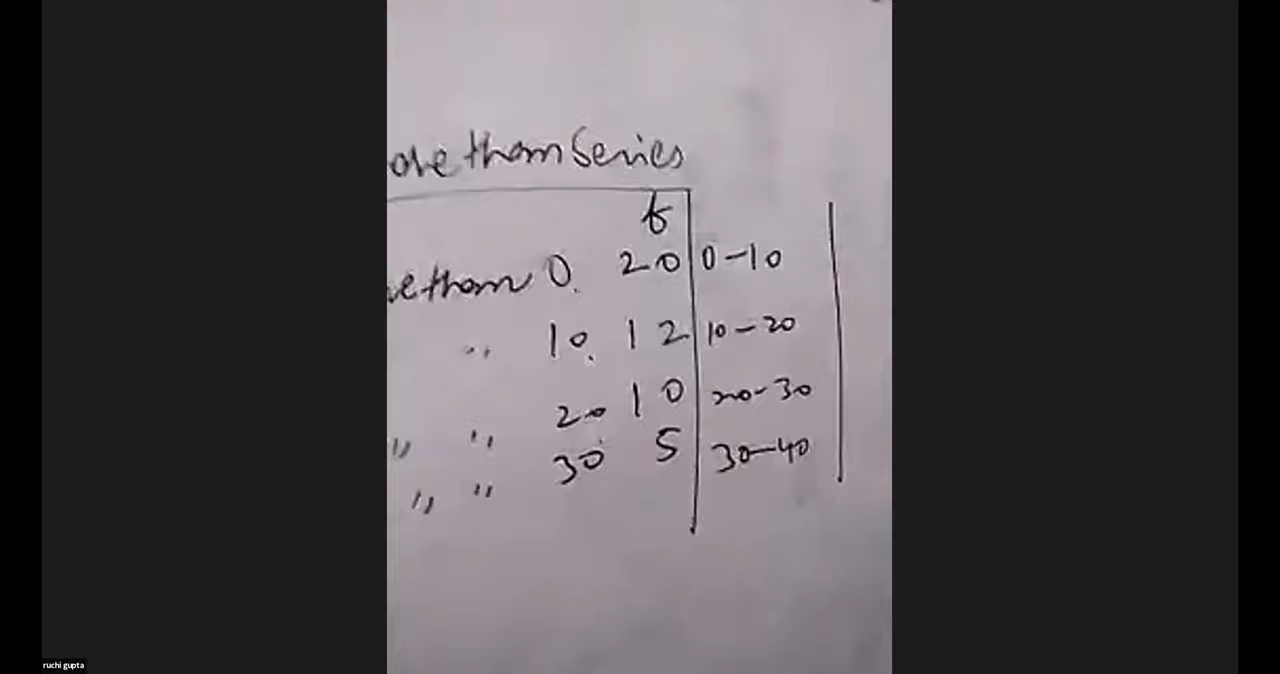 ore than Series
f
re than 0. 20 0-10
" 10. 12 10-20
" " 20 10 20-30
" " 30 5 30-40
ruchi gupta